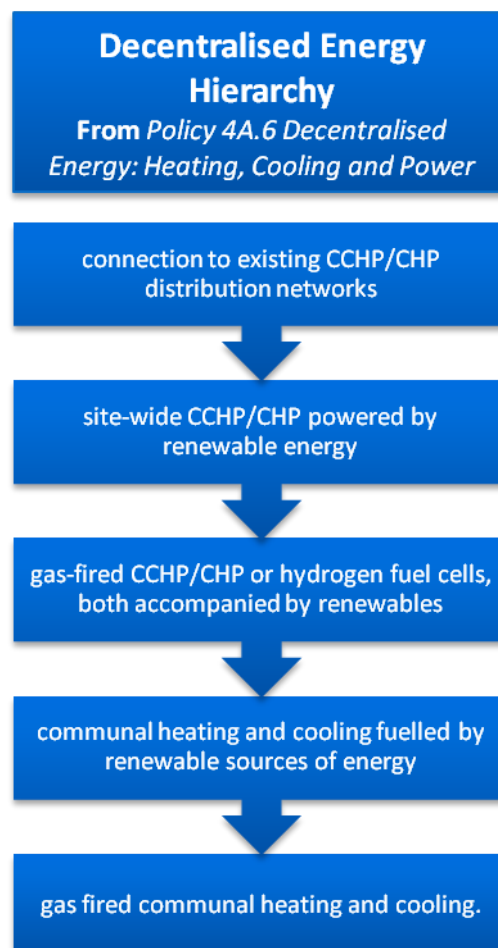 Decentralised Energy
Hierarchy
From Policy 4A.6 Decentralised
Energy: Heating, Cooling and Power
connection to existing CCHP/CHP
distribution networks
site-wide CCHP/CHP powered by
renewable energy
gas-fired CCHP/CHP or hydrogen fuel cells,
both accompanied by renewables
communal heating and cooling fuelled by
renewable sources of energy
gas fired communal heating and cooling.